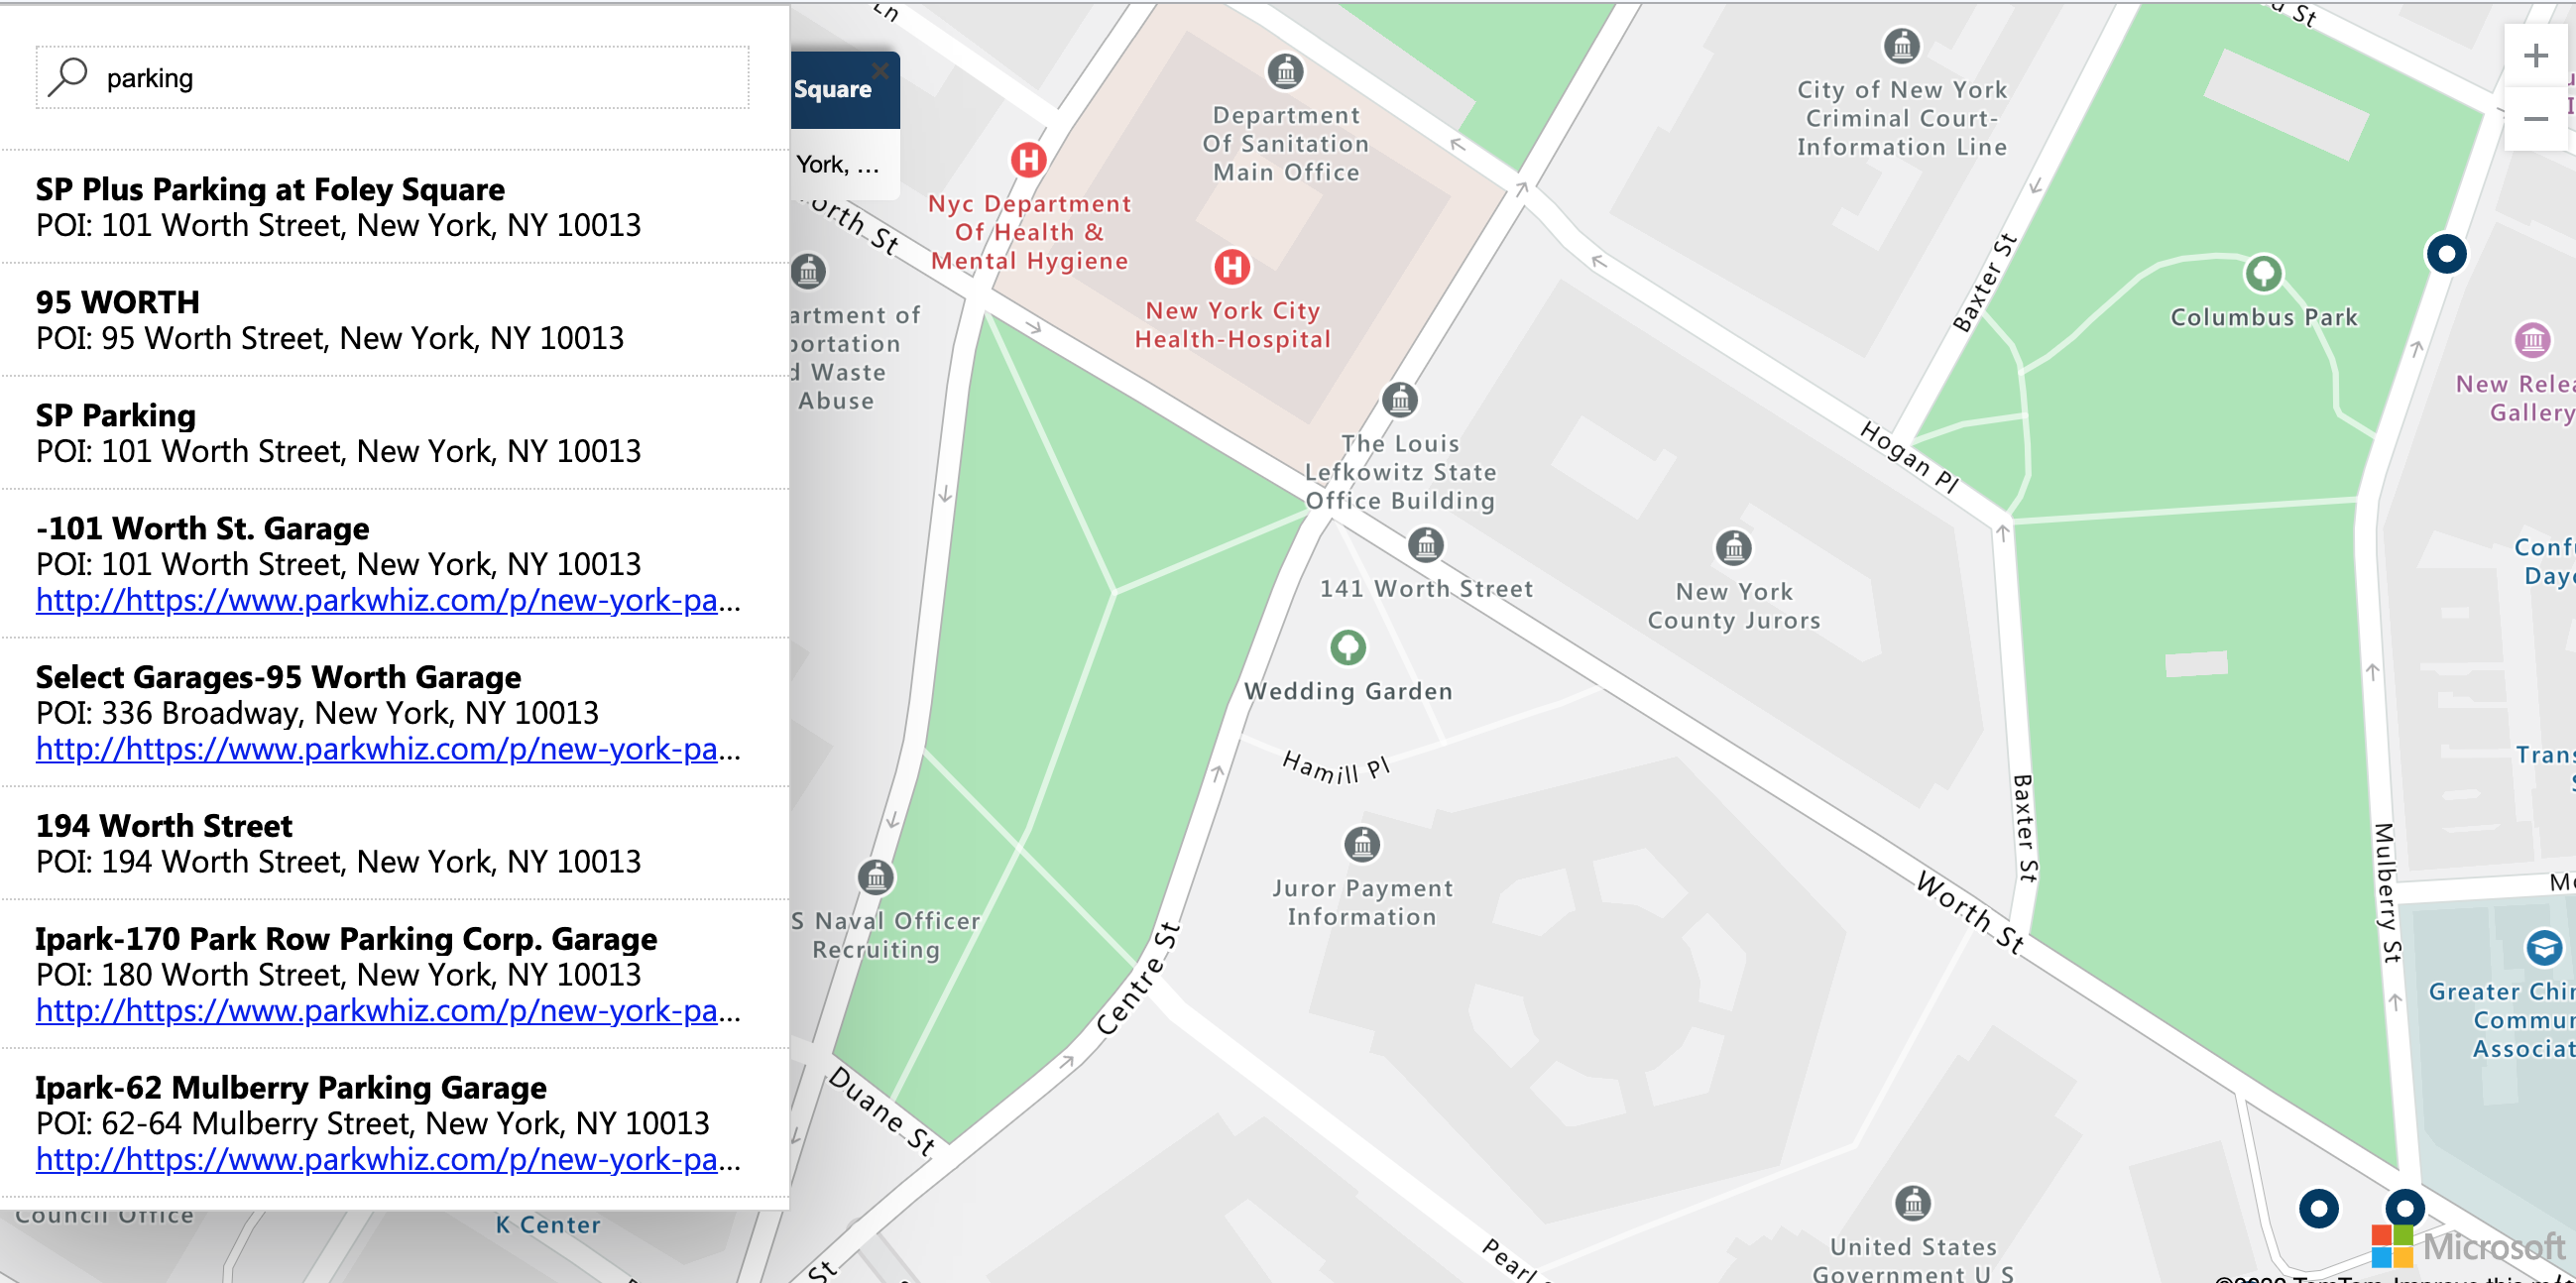 parking
SP Plus Parking at Foley Square
POI: 101 Worth Street, New York, NY 10013
95 WORTH
POI: 95 Worth Street, New York, NY 10013
SP Parking
POI: 101 Worth Street, New York, NY 10013
-101 Worth St. Garage
POI: 101 Worth Street, New York, NY 10013
http://https://www.parkwhiz.com/p/new-york-pa...
Select Garages-95 Worth Garage
POI: 336 Broadway, New York, NY 10013
http://https://www.parkwhiz.com/p/new-york-pa...
194 Worth Street
POI: 194 Worth Street, New York, NY 10013
Ipark-170 Park Row Parking Corp. Garage
POI: 180 Worth Street, New York, NY 10013
http://https://www.parkwhiz.com/p/new-york-pa...
Ipark-62 Mulberry Parking Garage
POI: 62-64 Mulberry Street, New York, NY 10013
http://https://www.parkwhiz.com/p/new-york-pa...
Council Office
K Center
Ln
Square
York, ...
orth St
H
Nyc Department
Of Health &
Mental Hygiene
Department
Of Sanitation
Main Office
H
New York City
Health-Hospital
artment of
portation
d Waste
Abuse
City of New York
Criminal Court-
Information Line
St
+
−
Baxter St
Columbus Park
New Relea
Gallery
The Louis
Lefkowitz State
Office Building
Hogan Pl
141 Worth Street
New York
County Jurors
Conf
Day
Wedding Garden
Hamill Pl
Trans
S
Baxter St
Mulberry St
Juror Payment
Information
Worth St
S Naval Officer
Recruiting
Centre St
Greater Chin
Commun
Associat
Duane St
St
Pearl
United States
Government U S
Microsoft